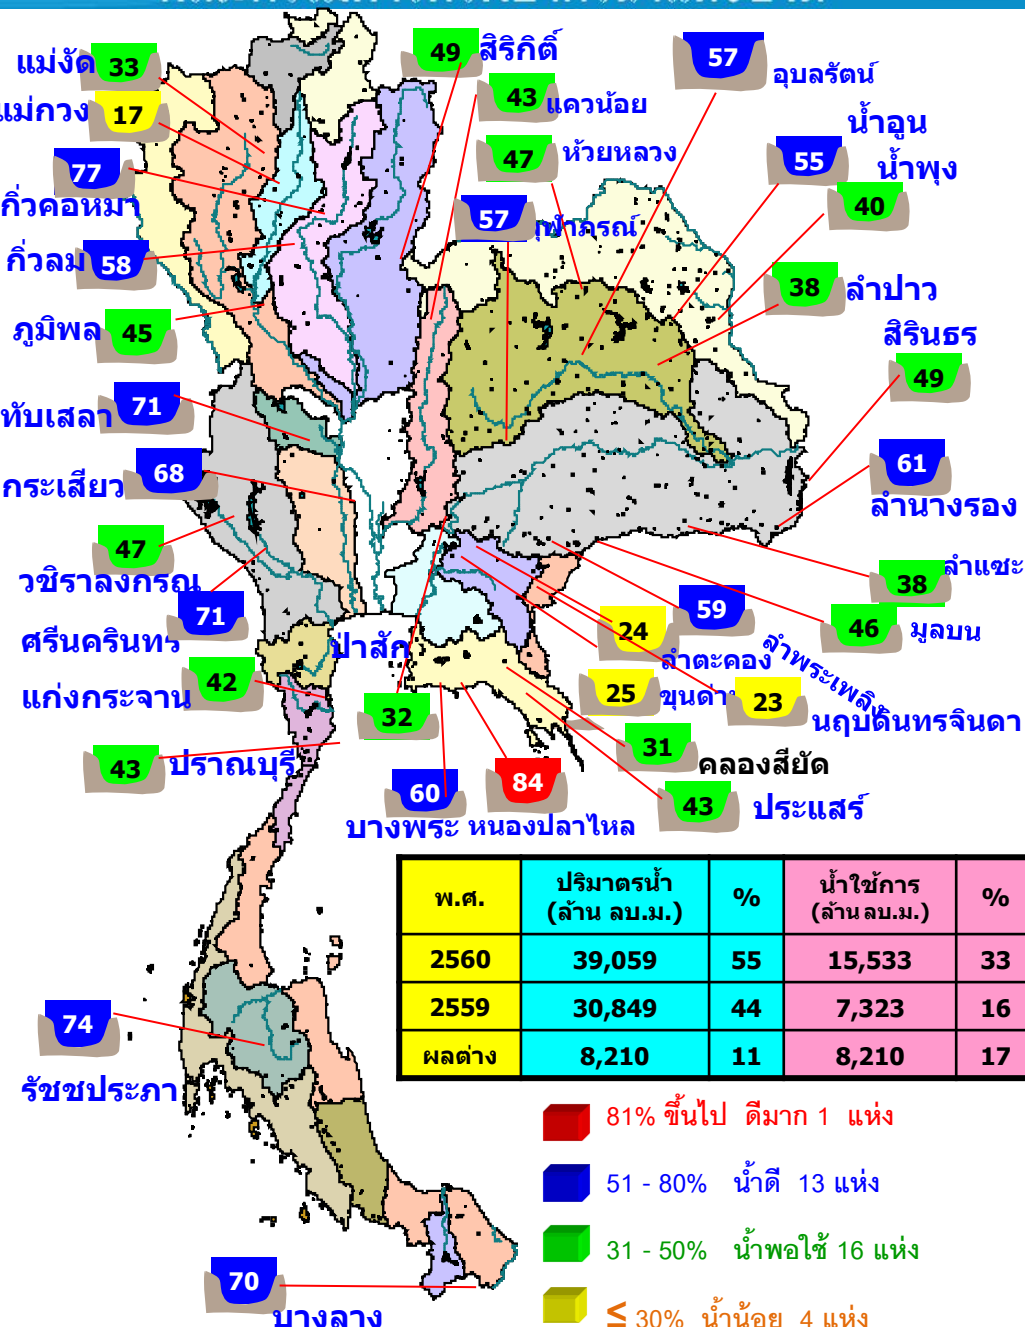 แม่งัด 33
แม่กวง 17
77
กิ่วคอหมา
กิ่วลม 58
ภูมิพล 45
ทับเสลา 71
กระเสียว 68
47
วชิราลงกรณ
71
ศรีนครินทร
แก่งกระจาน 42
43 ปราณบุรี
49 สิริกิติ์
43 แควน้อย
47 ห้วยหลวง
57 จุฬาภรณ์
57 อุบลรัตน์
น้ำอูน
55 น้ำพุง
40
38 ลำปาว
สิรินธร
49
61
ลำนางรอง
ลำแซะ
38
46 มูลบน
59
ลำพระเพลิง
24
ลำตะคอง
25
23
นฤบดินทรจินดา
ป่าสัก
32
31
คลองสียัด
43 ประแสร์
60 84
บางพระ หนองปลาไหล
พ.ศ. ปริมาตรน้ำ (ล้าน ลบ.ม.) % น้ำใช้การ (ล้าน ลบ.ม.) %
2560 39,059 55 15,533 33
2559 30,849 44 7,323 16
ผลต่าง 8,210 11 8,210 17
74
รัชชประภา
81% ขึ้นไป ดีมาก 1 แห่ง
51 - 80% น้ำดี 13 แห่ง
31 - 50% น้ำพอใช้ 16 แห่ง
≤ 30% น้ำน้อย 4 แห่ง
70
บางลาง